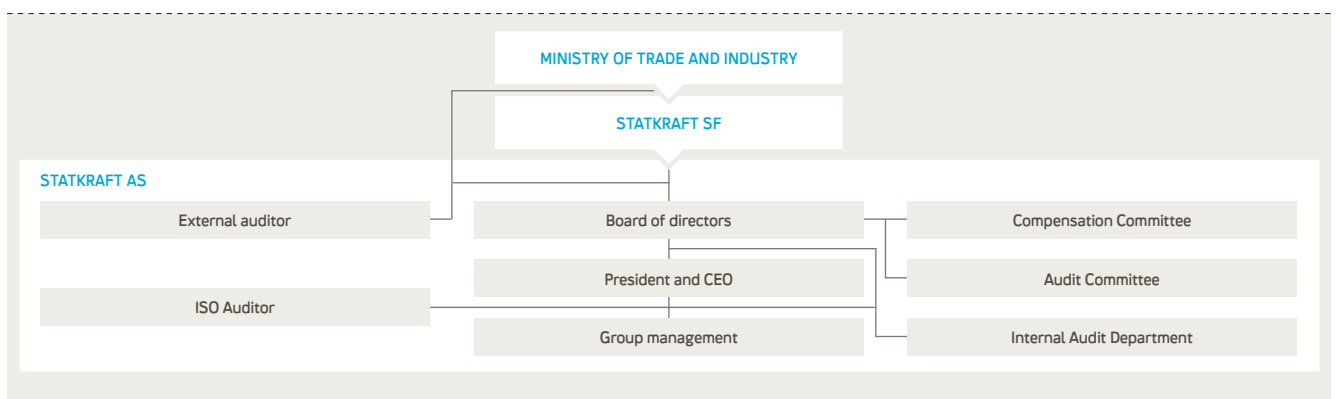 MINISTRY OF TRADE AND INDUSTRY
STATKRAFT SF
STATKRAFT AS
External auditor
Board of directors
Compensation Committee
President and CEO
Audit Committee
ISO Auditor
Group management
Internal Audit Department